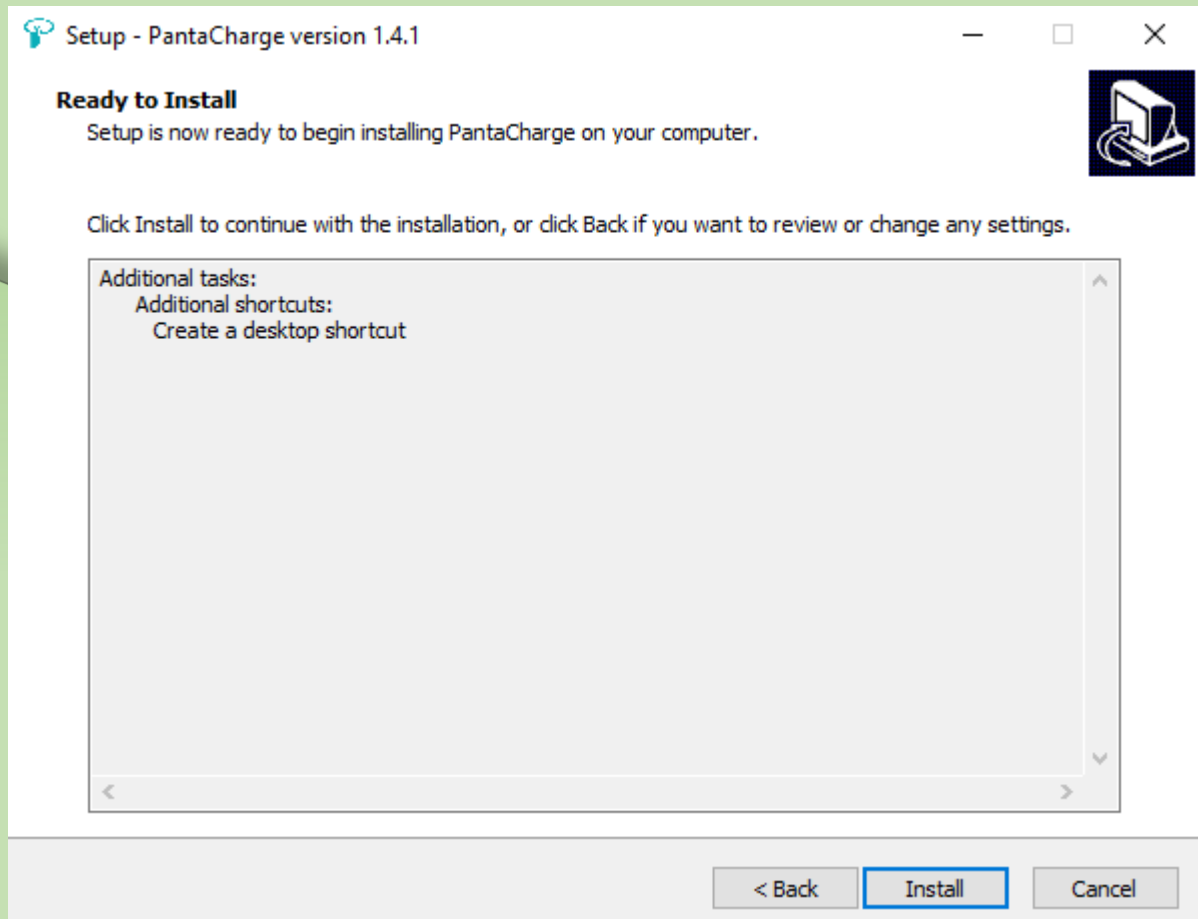 Setup - PantaCharge version 1.4.1
Ready to Install
Setup is now ready to begin installing PantaCharge on your computer.
Click Install to continue with the installation, or click Back if you want to review or change any settings.
Additional tasks:
Additional shortcuts:
Create a desktop shortcut
< Back
Install
Cancel